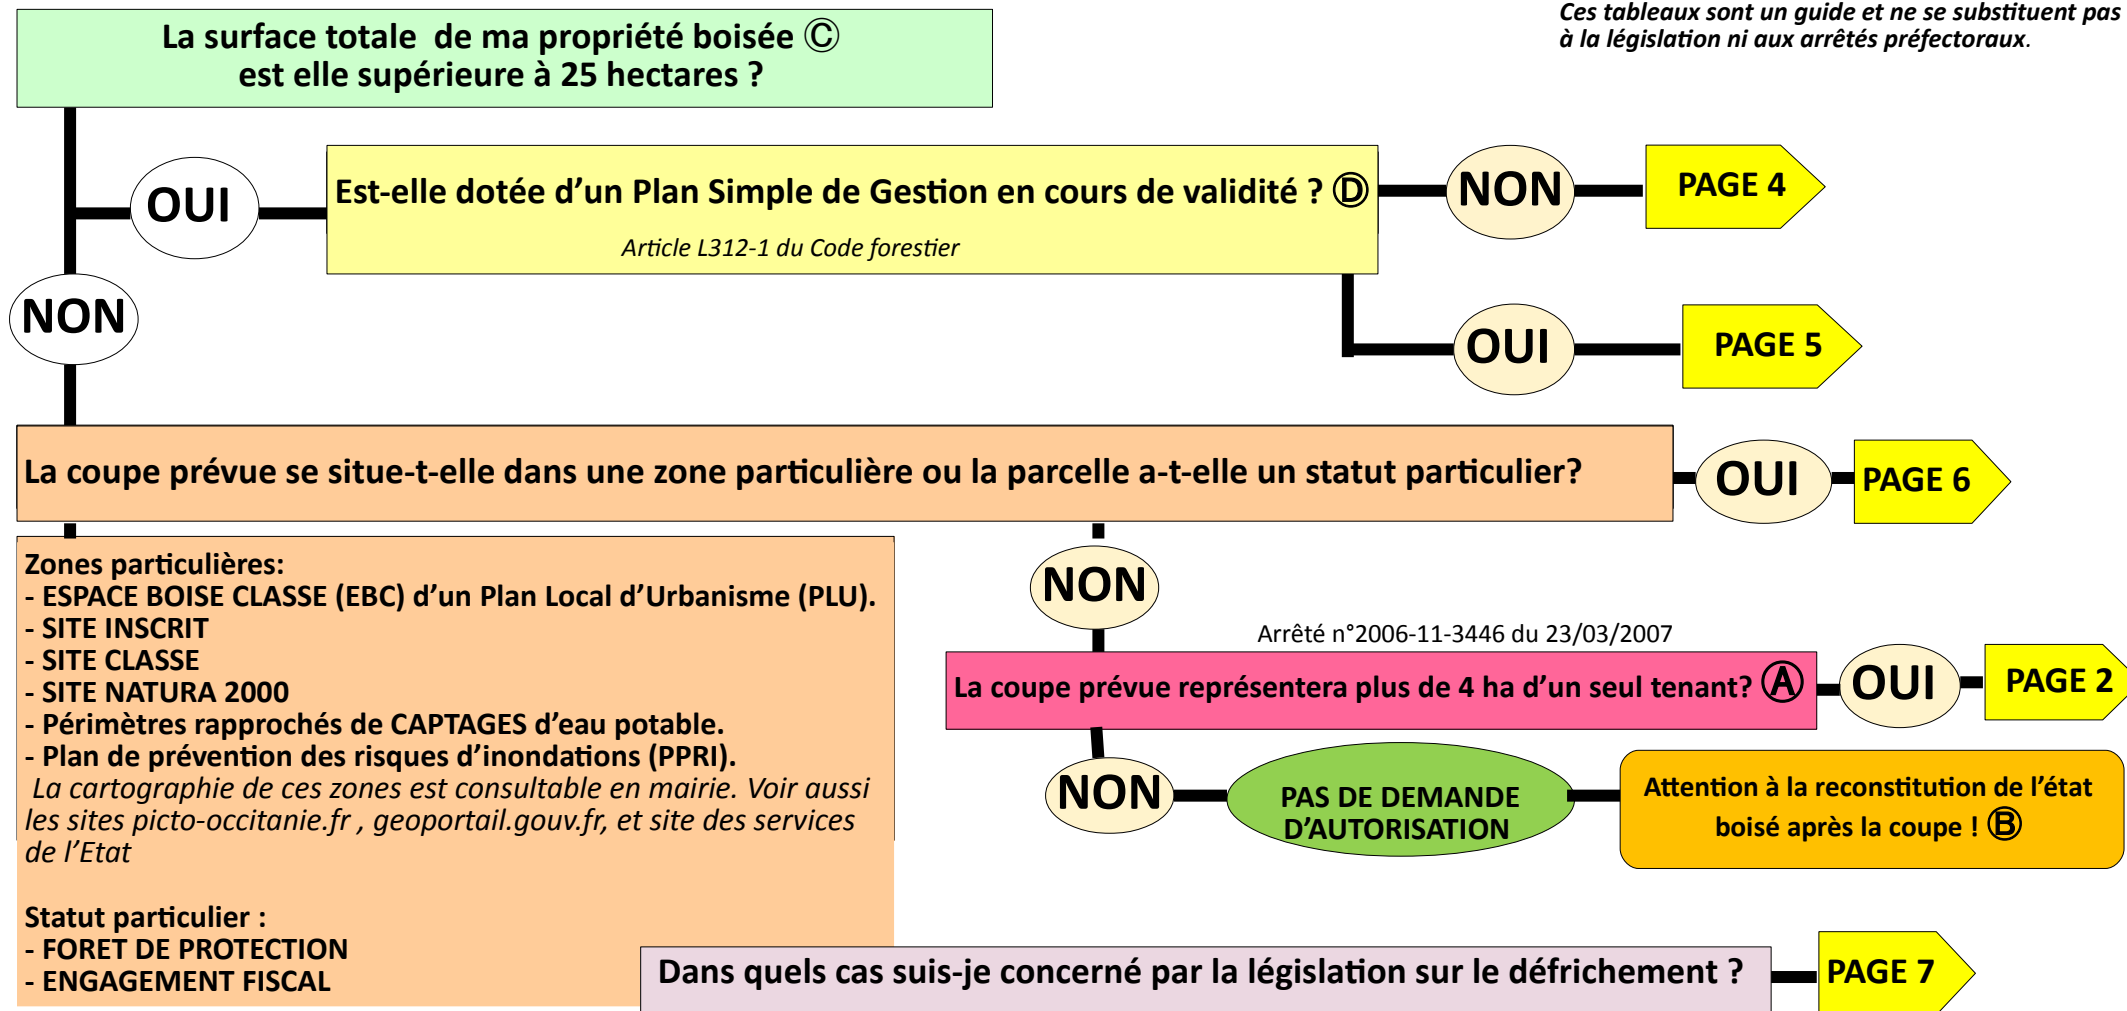 Ces tableaux sont un guide et ne se substituent pas
à la législation ni aux arrêtés préfectoraux.
La surface totale de ma propriété boisée Ⓒ
est elle supérieure à 25 hectares ?
OUI
Est-elle dotée d'un Plan Simple de Gestion en cours de validité ? Ⓓ
Article L312-1 du Code forestier
NON
PAGE 4
OUI
PAGE 5
NON
La coupe prévue se situe-t-elle dans une zone particulière ou la parcelle a-t-elle un statut particulier?
OUI
PAGE 6
Zones particulières:
- ESPACE BOISE CLASSE (EBC) d'un Plan Local d'Urbanisme (PLU).
- SITE INSCRIT
- SITE CLASSE
- SITE NATURA 2000
- Périmètres rapprochés de CAPTAGES d'eau potable.
- Plan de prévention des risques d'inondations (PPRI).
La cartographie de ces zones est consultable en mairie. Voir aussi
les sites picto-occitanie.fr , geoportail.gouv.fr, et site des services
de l'Etat
Statut particulier :
- FORET DE PROTECTION
- ENGAGEMENT FISCAL
NON
Arrêté n°2006-11-3446 du 23/03/2007
La coupe prévue représentera plus de 4 ha d'un seul tenant? Ⓐ
OUI
PAGE 2
NON
PAS DE DEMANDE
D'AUTORISATION
Attention à la reconstitution de l'état
boisé après la coupe ! Ⓑ
Dans quels cas suis-je concerné par la législation sur le défrichement ?
PAGE 7